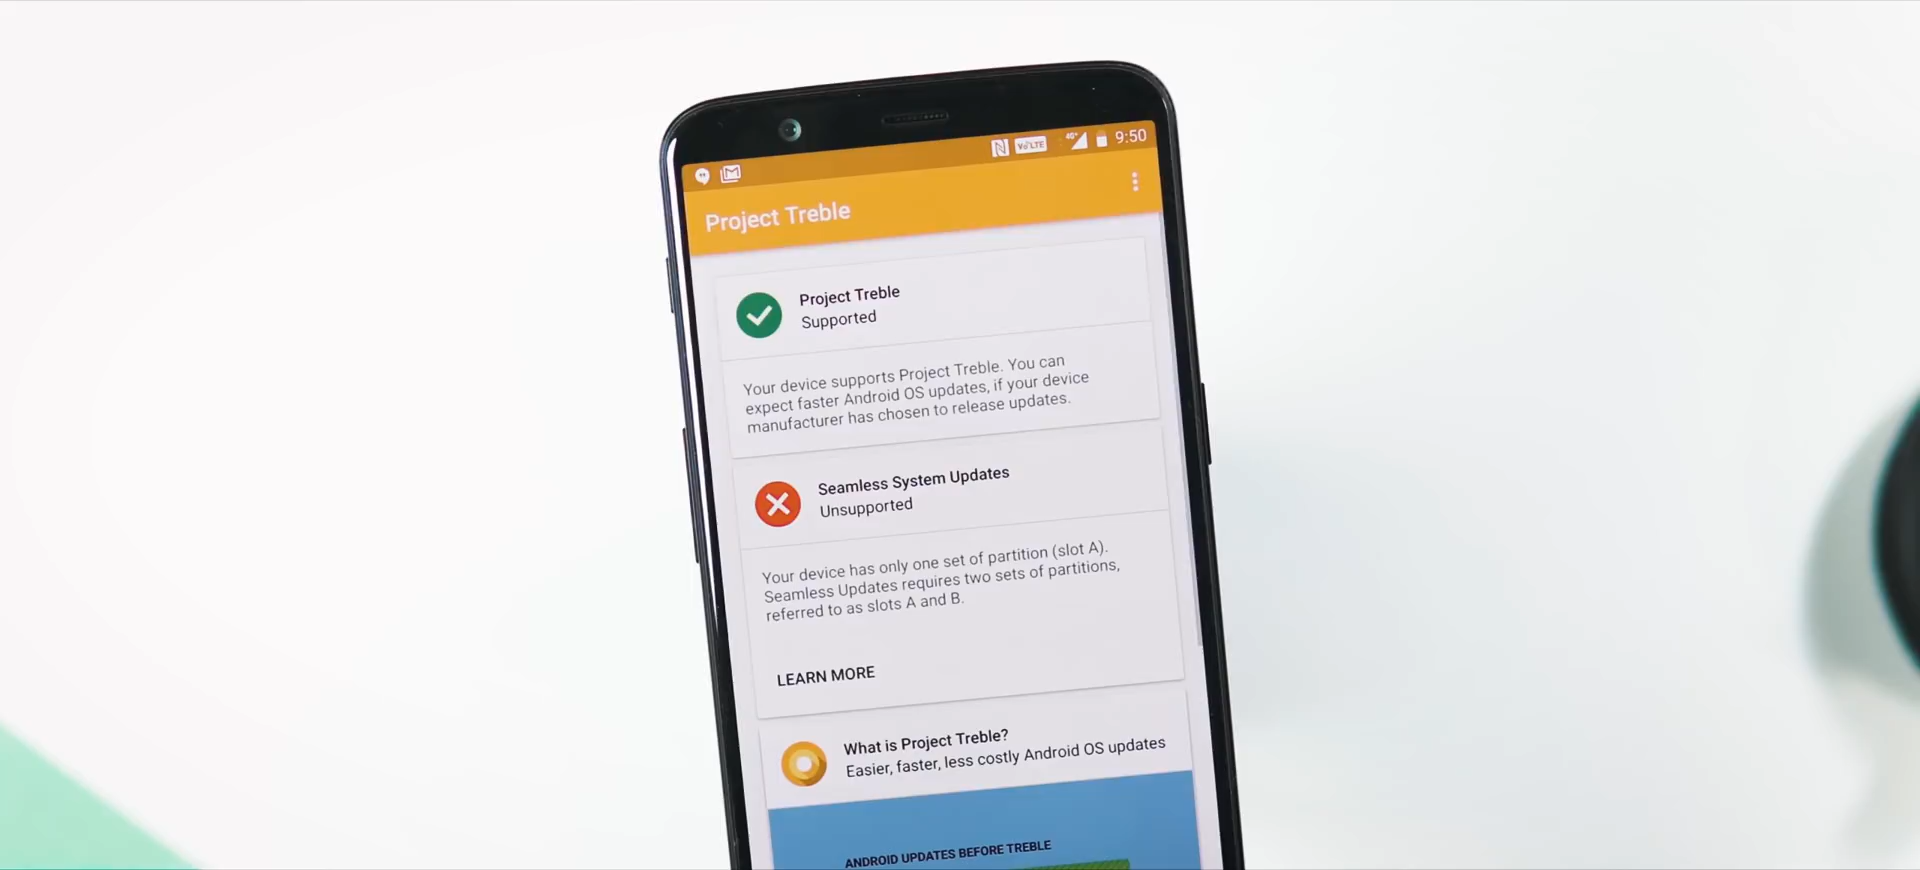 VoLTE 4G+ 9:50
Project Treble
Project Treble
Supported
Your device supports Project Treble. You can
expect faster Android OS updates, if your device
manufacturer has chosen to release updates.
Seamless System Updates
Unsupported
Your device has only one set of partition (slot A).
Seamless Updates requires two sets of partitions,
referred to as slots A and B.
LEARN MORE
What is Project Treble?
Easier, faster, less costly Android OS updates
ANDROID UPDATES BEFORE TREBLE